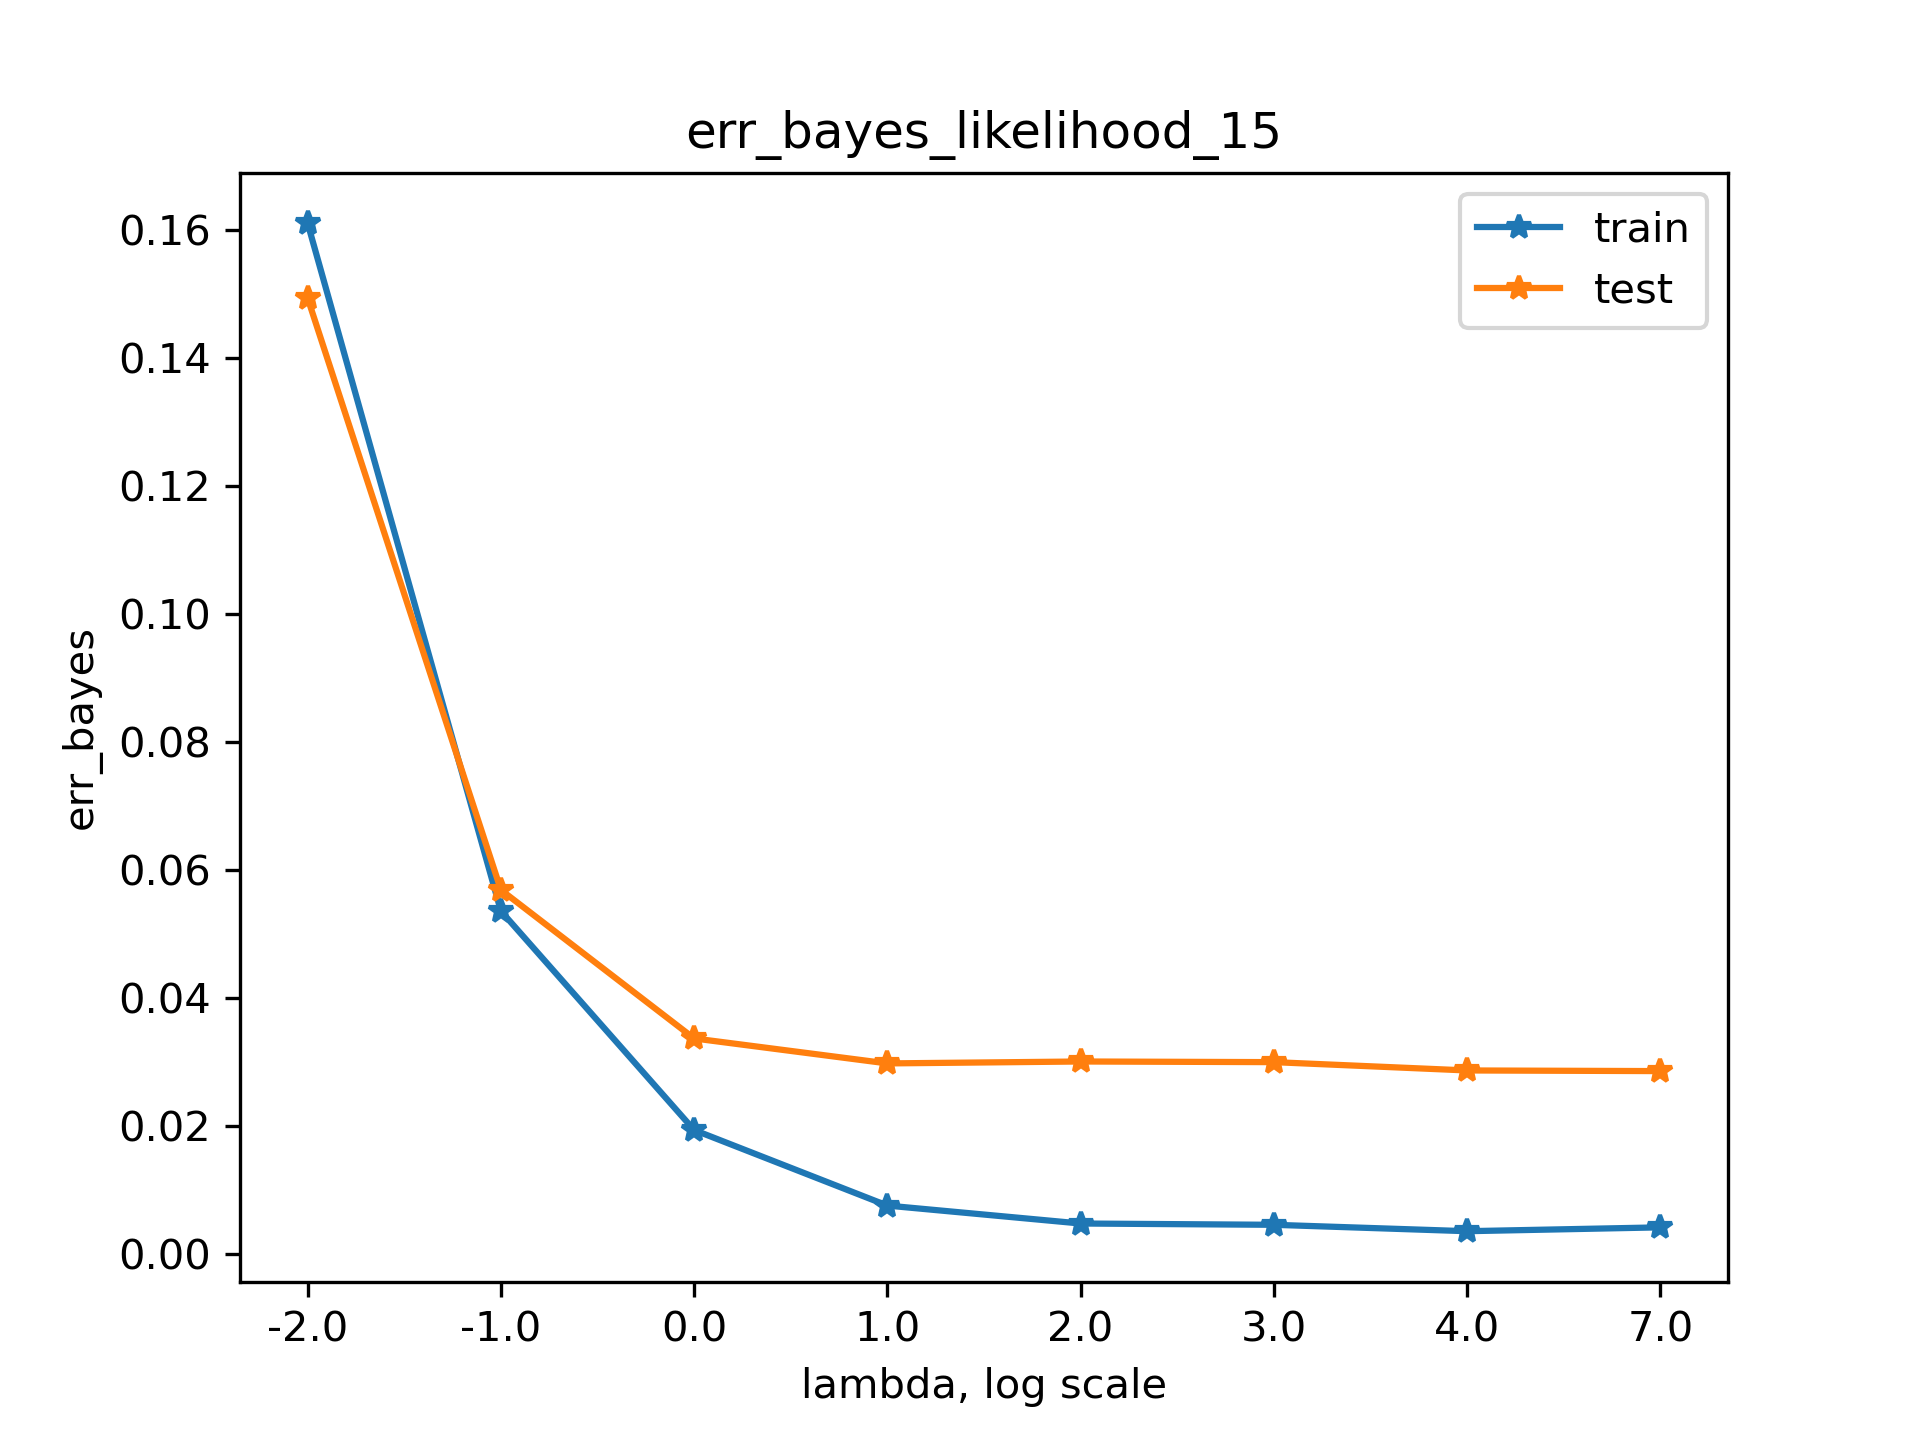 err_bayes_likelihood_15
train
test
err_bayes
0.16
0.14
0.12
0.10
0.08
0.06
0.04
0.02
0.00
-2.0 -1.0 0.0 1.0 2.0 3.0 4.0 7.0
lambda, log scale